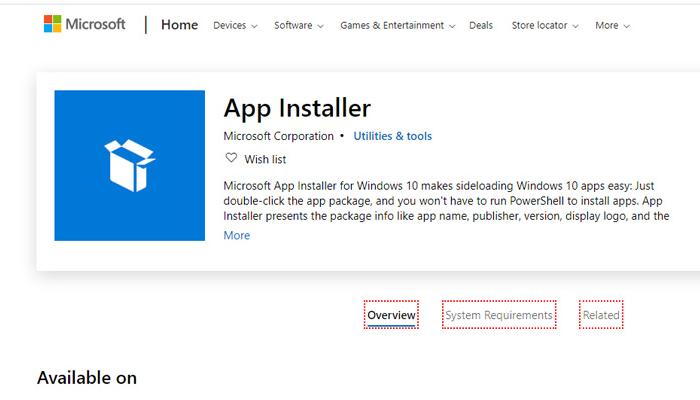 Microsoft | Home Devices Software Games & Entertainment Deals Store locator More
App Installer
Microsoft Corporation • Utilities & tools
Wish list
Microsoft App Installer for Windows 10 makes sideloading Windows 10 apps easy: Just
double-click the app package, and you won't have to run PowerShell to install apps. App
Installer presents the package info like app name, publisher, version, display logo, and the
More
Overview System Requirements Related
Available on